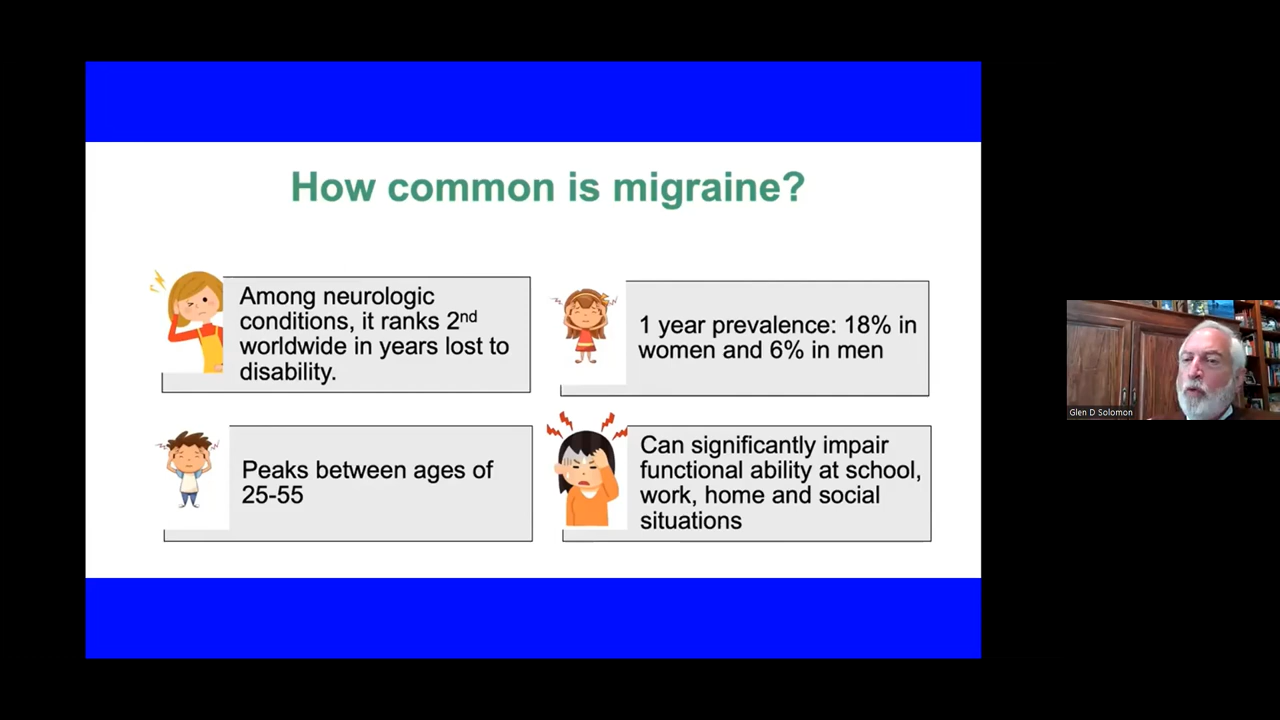 How common is migraine?
Among neurologic
conditions, it ranks 2nd
worldwide in years lost to
disability.
1 year prevalence: 18% in
women and 6% in men
Peaks between ages of
25-55
Can significantly impair
functional ability at school,
work, home and social
situations
Glen D Solomon